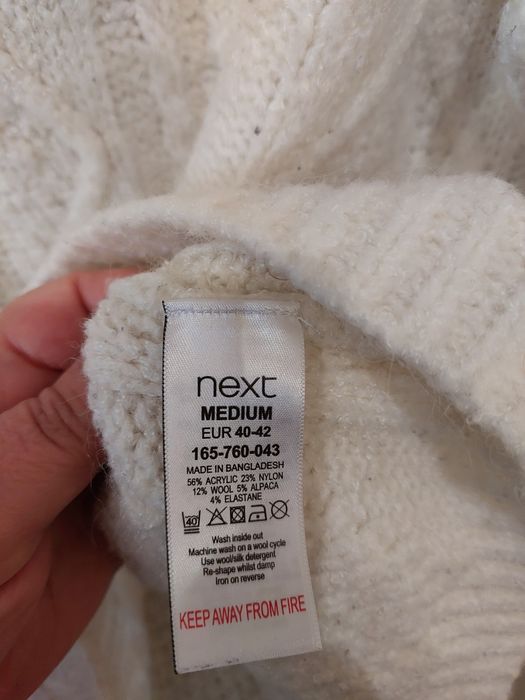 next
MEDIUM
EUR 40-42
165-760-043
MADE IN BANGLADESH
56% ACRYLIC 23% NYLON
12% WOOL 5% ALPACA
4% ELASTANE
40
Wash inside out
Machine wash on a wool cycle
Use wool/silk detergent
Re-shape whilst damp
Iron on reverse
KEEP AWAY FROM FIRE